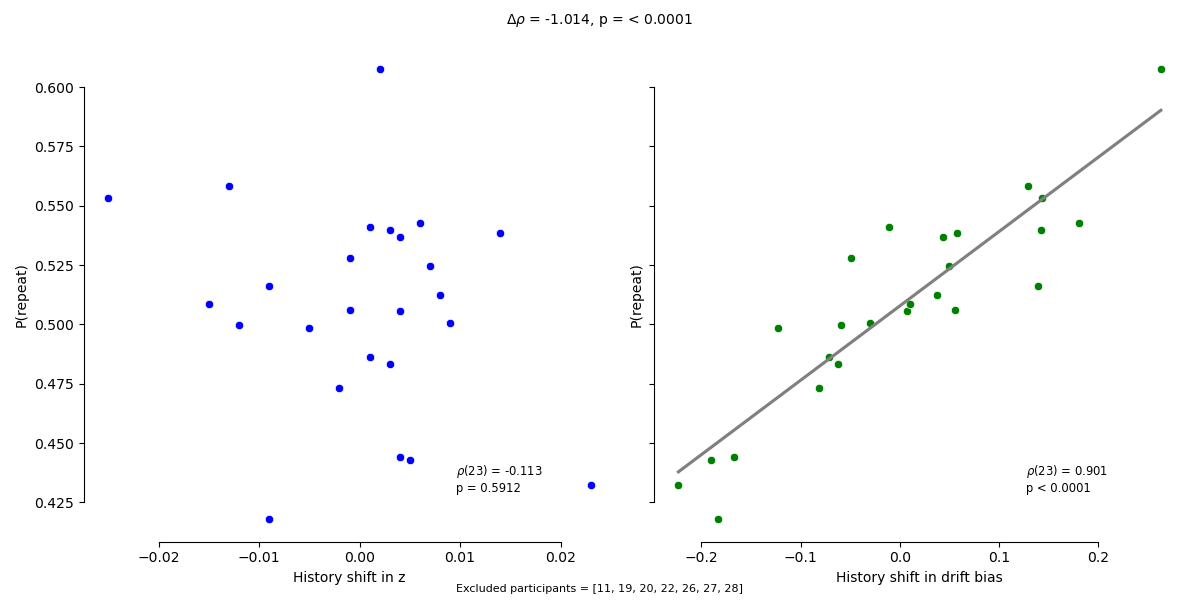 Δρ = -1.014, p = < 0.0001
0.600
0.575
0.550
0.525
0.500
0.475
0.450
0.425
P(repeat)
−0.02
−0.01
0.00
0.01
0.02
History shift in z
ρ(23) = -0.113
p = 0.5912
P(repeat)
−0.2
−0.1
0.0
0.1
0.2
History shift in drift bias
ρ(23) = 0.901
p < 0.0001
Excluded participants = [11, 19, 20, 22, 26, 27, 28]